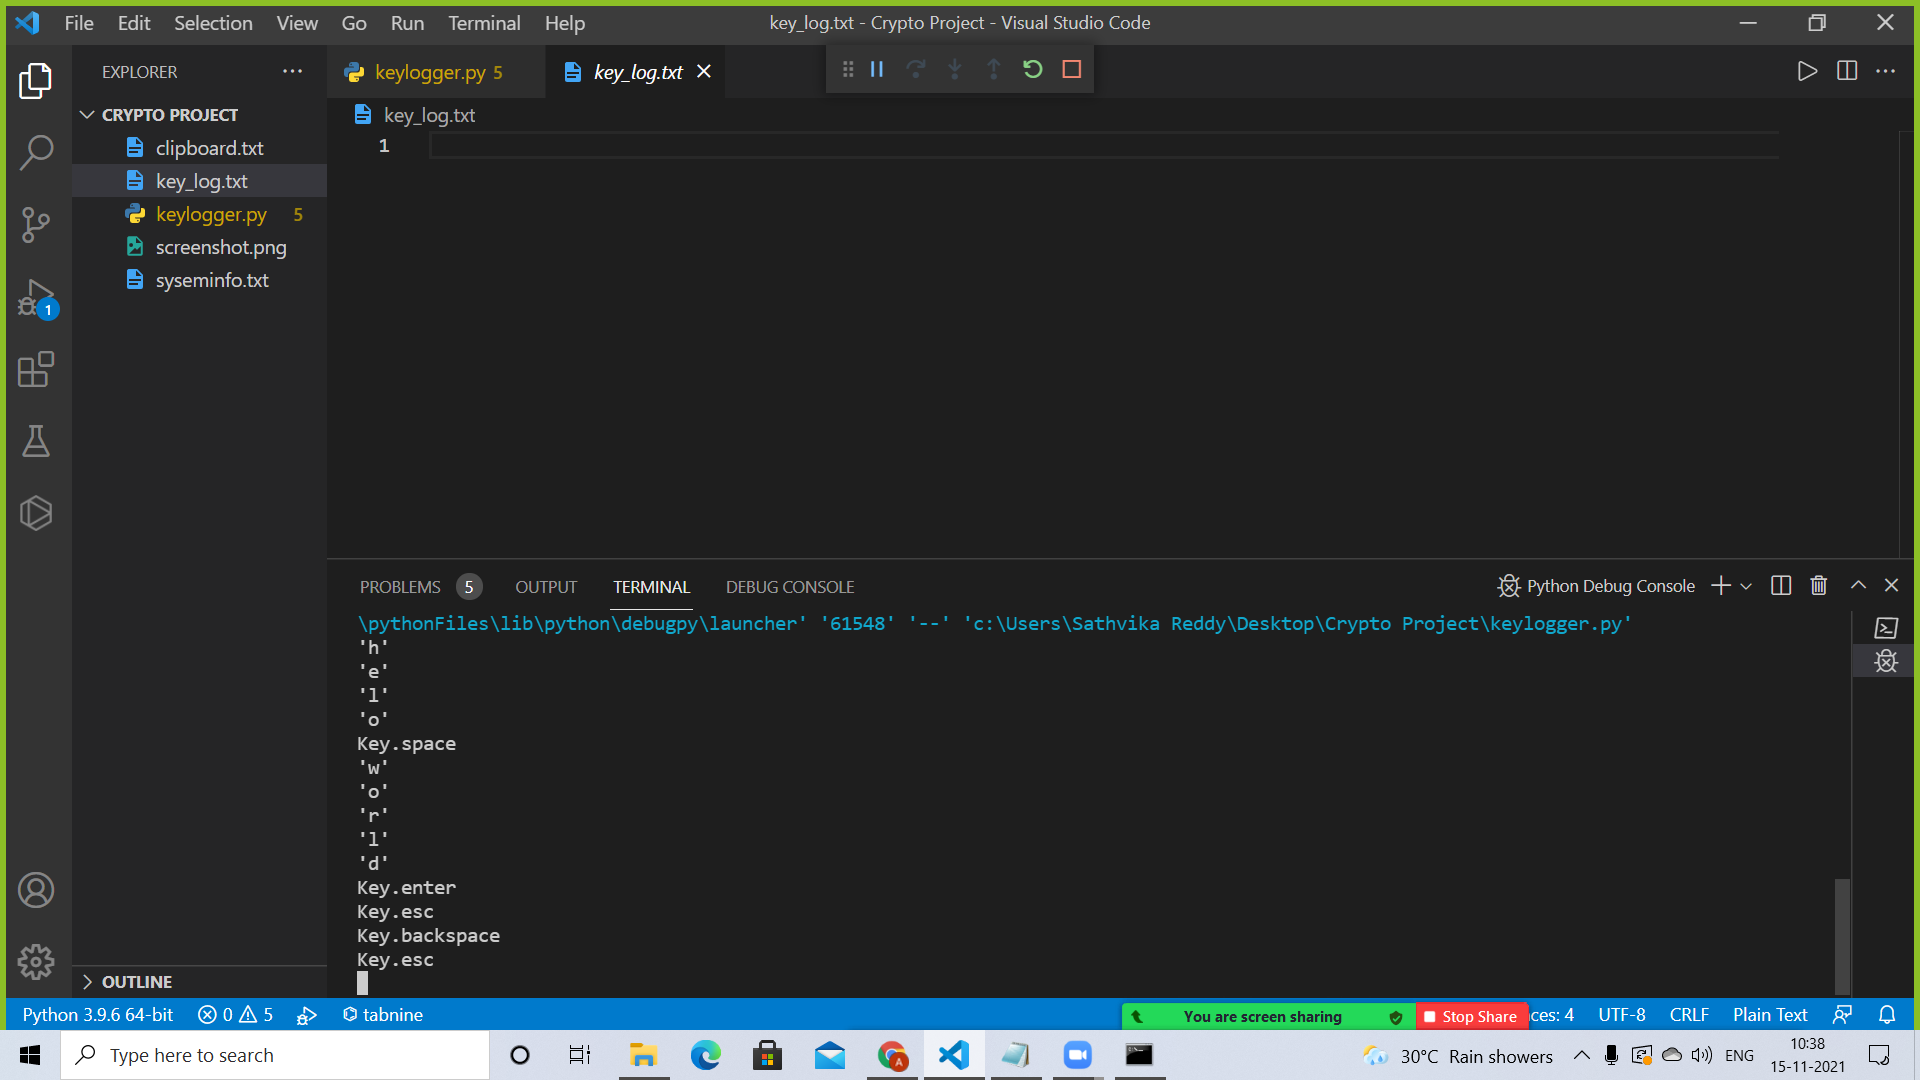 File Edit Selection View Go Run Terminal Help
key_log.txt - Crypto Project - Visual Studio Code
EXPLORER
keylogger.py 5
key_log.txt
CRYPTO PROJECT
clipboard.txt
key_log.txt
keylogger.py 5
screenshot.png
syseminfo.txt
1
OUTLINE
key_log.txt
1
PROBLEMS 5 OUTPUT TERMINAL DEBUG CONSOLE
Python Debug Console
\pythonFiles\lib\python\debugpy\launcher' '61548' '--' 'c:\Users\Sathvika Reddy\Desktop\Crypto Project\keylogger.py'
'h'
'e'
'l'
'o'
Key.space
'w'
'o'
'r'
'l'
'd'
Key.enter
Key.esc
Key.backspace
Key.esc
Python 3.9.6 64-bit 0 5 tabnine
You are screen sharing Stop Share
ces: 4 UTF-8 CRLF Plain Text
Type here to search
A
30°C Rain showers ENG
10:38
15-11-2021